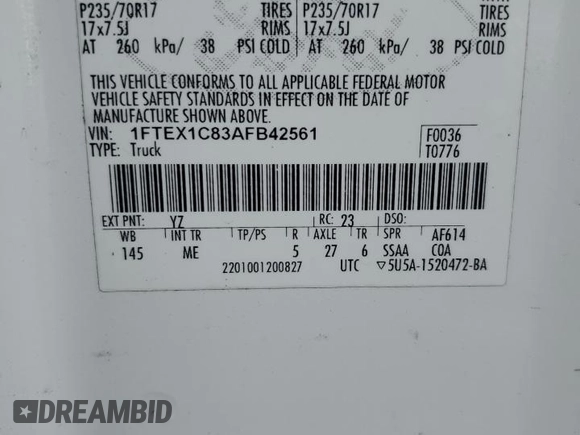 P235/70R17 TIRES P235/70R17 TIRES
17x7.5J RIMS 17x7.5J RIMS
AT 260 kPa/ 38 PSI COLD AT 260 kPa/ 38 PSI COLD
THIS VEHICLE CONFORMS TO ALL APPLICABLE FEDERAL MOTOR
VEHICLE SAFETY STANDARDS IN EFFECT ON THE DATE OF
MANUFACTURE SHOWN ABOVE.
VIN: 1FTEX1C83AFB42561 F0036
TYPE: Truck T0776
EXT PNT: YZ RC: 23 DSO:
WB INT TR TP/PS R AXLE TR SPR AF614
145 ME 5 27 6 SSAA COA
2201001200827 UTC ▽5U5A-1520472-BA
DREAMBID